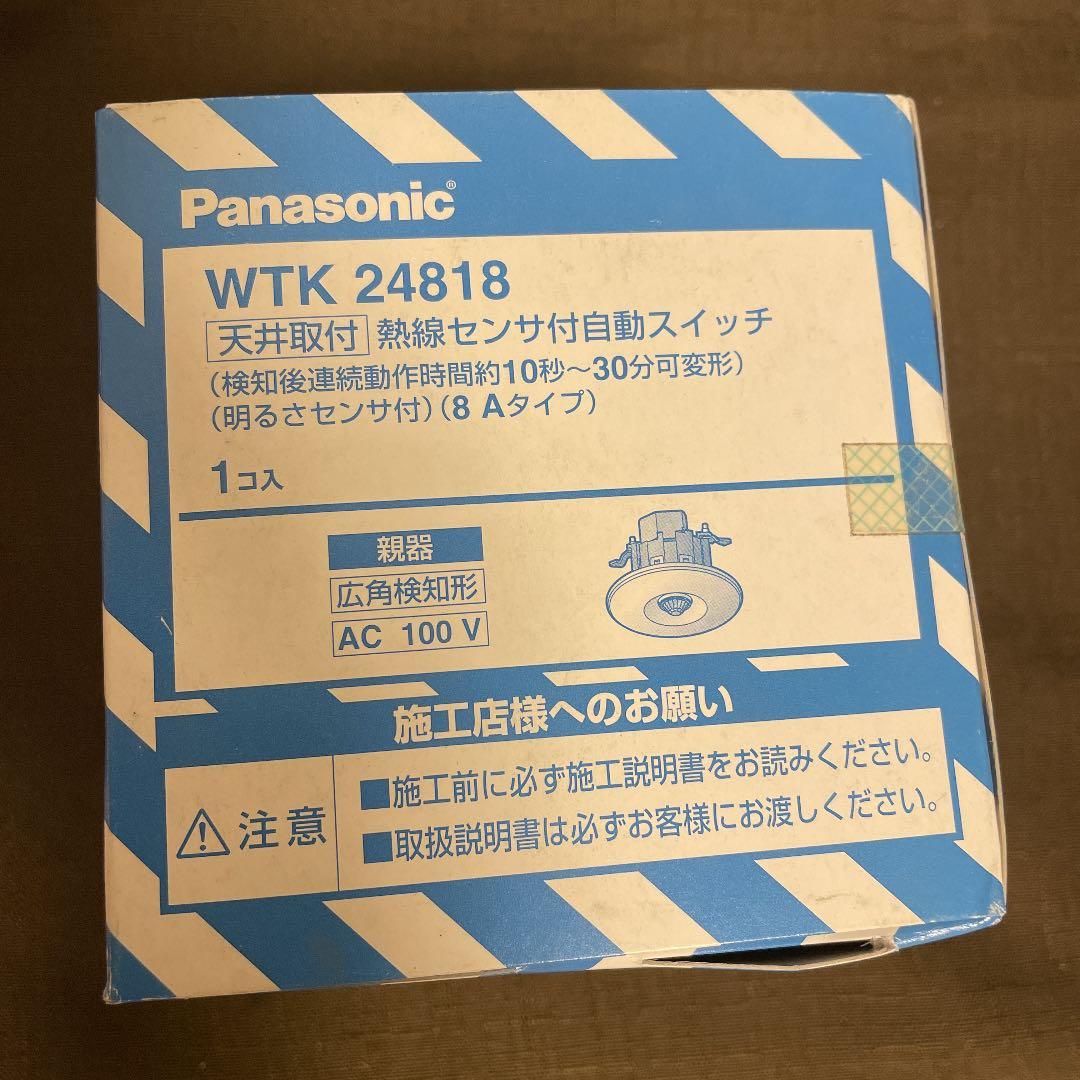 Panasonic®
WTK 24818
天井取付 熱線センサ付自動スイッチ
(検知後連続動作時間約10秒～30分可変形)
(明るさセンサ付)(8 Aタイプ)
1コ入
親器
広角検知形
AC 100 V
施工店様へのお願い
注意
■施工前に必ず施工説明書をお読みください。
■取扱説明書は必ずお客様にお渡しください。